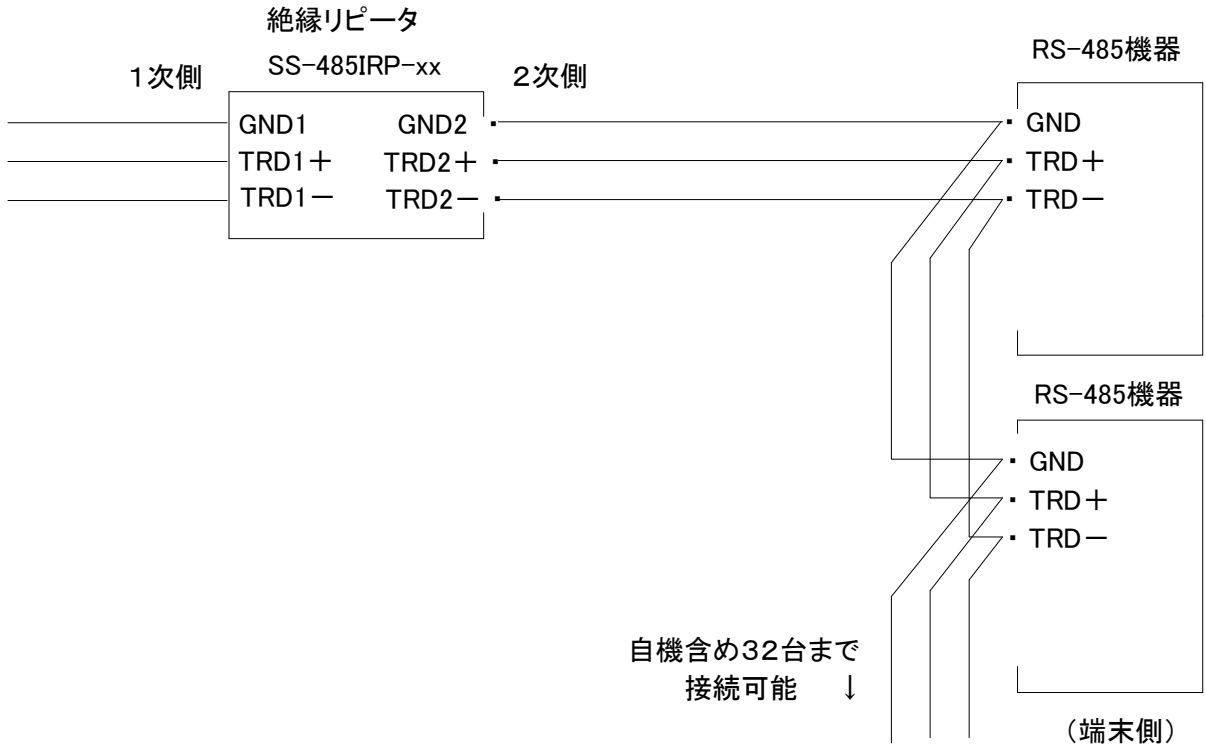 絶縁リピータ
SS-485IRP-xx
1次側
2次側
GND1 GND2
TRD1+ TRD2+
TRD1- TRD2-
RS-485機器
GND
TRD+
TRD-
RS-485機器
GND
TRD+
TRD-
自機含め32台まで
接続可能 ↓
(端末側)